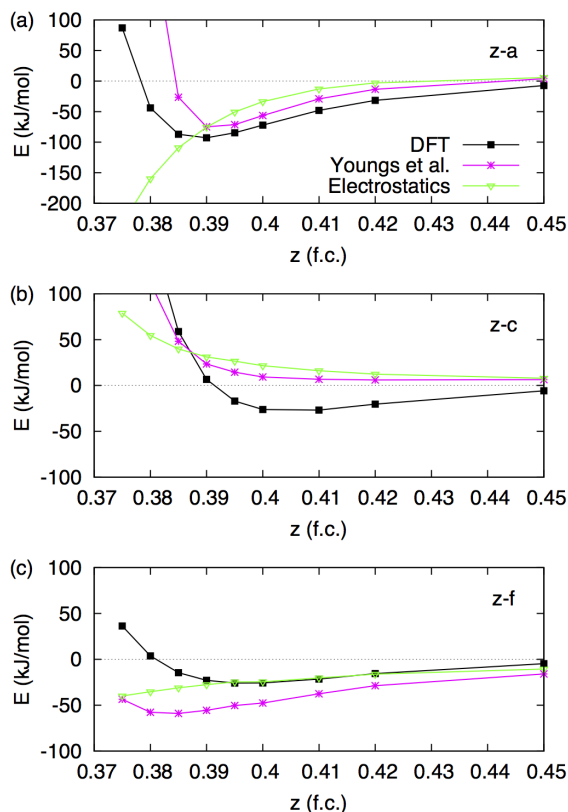 (a)
z-a
E (kJ/mol)
100
50
0
-50
-100
-150
-200
DFT
Youngs et al.
Electrostatics
0.37 0.38 0.39 0.4 0.41 0.42 0.43 0.44 0.45
z (f.c.)
(b)
z-c
E (kJ/mol)
100
50
0
-50
-100
0.37 0.38 0.39 0.4 0.41 0.42 0.43 0.44 0.45
z (f.c.)
(c)
z-f
E (kJ/mol)
100
50
0
-50
-100
0.37 0.38 0.39 0.4 0.41 0.42 0.43 0.44 0.45
z (f.c.)